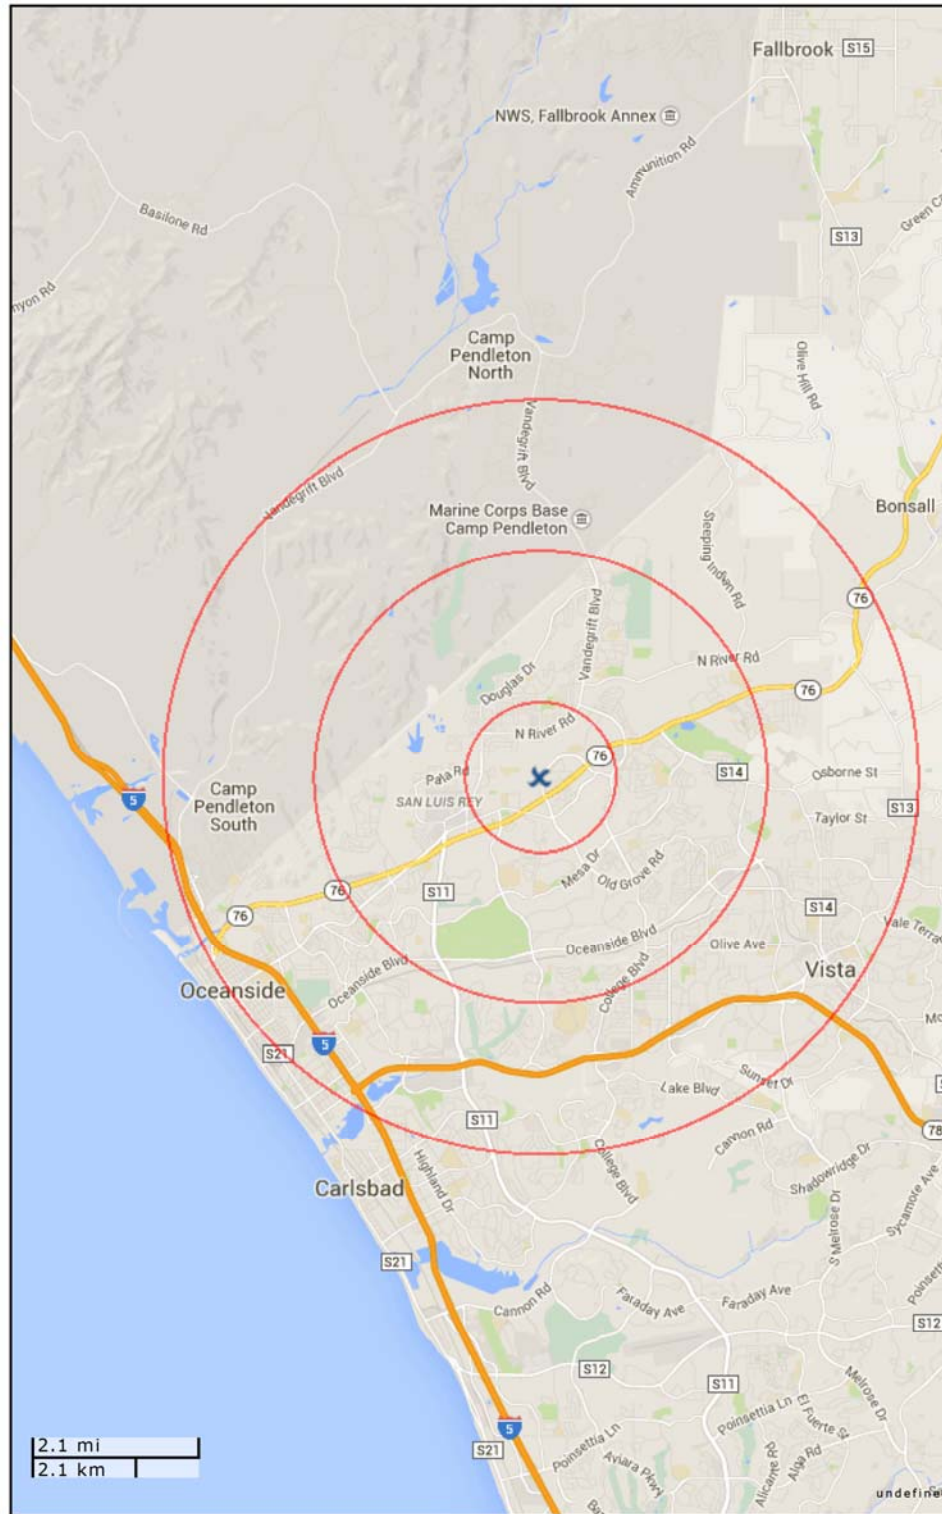 Fallbrook
S15
NWS, Fallbrook Annex
Ammunition Rd
Basilone Rd
S13
Green Ca
nyon Rd
Camp
Pendleton
North
Olive Hill Rd
Vandegrift Blvd
Vandegrift Blvd
Marine Corps Base
Camp Pendleton
Sleeping Indian Rd
Bonsall
76
Vandegrift Blvd
N River Rd
Douglas Dr
76
N River Rd
76
Pala Rd
S14
Osborne St
5
Camp
Pendleton
South
SAN LUIS REY
S13
Taylor St
Mesa Dr
Old Grove Rd
76
S11
76
S14
Vale Terra
Oceanside Blvd
Olive Ave
Oceanside Blvd
College Blvd
Vista
Oceanside
Mo
5
S21
Sunset Dr
S
Lake Blvd
S11
Cannon Rd
78
College Blvd
Shadowridge Dr
Highland Dr
Carlsbad
Sycamore Ave
S Melrose Dr
S21
Poinset
Cannon Rd
Faraday Ave
Faraday Ave
S12
S12
S11
Melrose Dr
Poinsettia Ln
El Fuerte St
5
Poinsettia Ln
2.1 mi
S21
Alga Rd
2.1 km
Aviara Pkwy
Alicante Rd
undefine
Ba